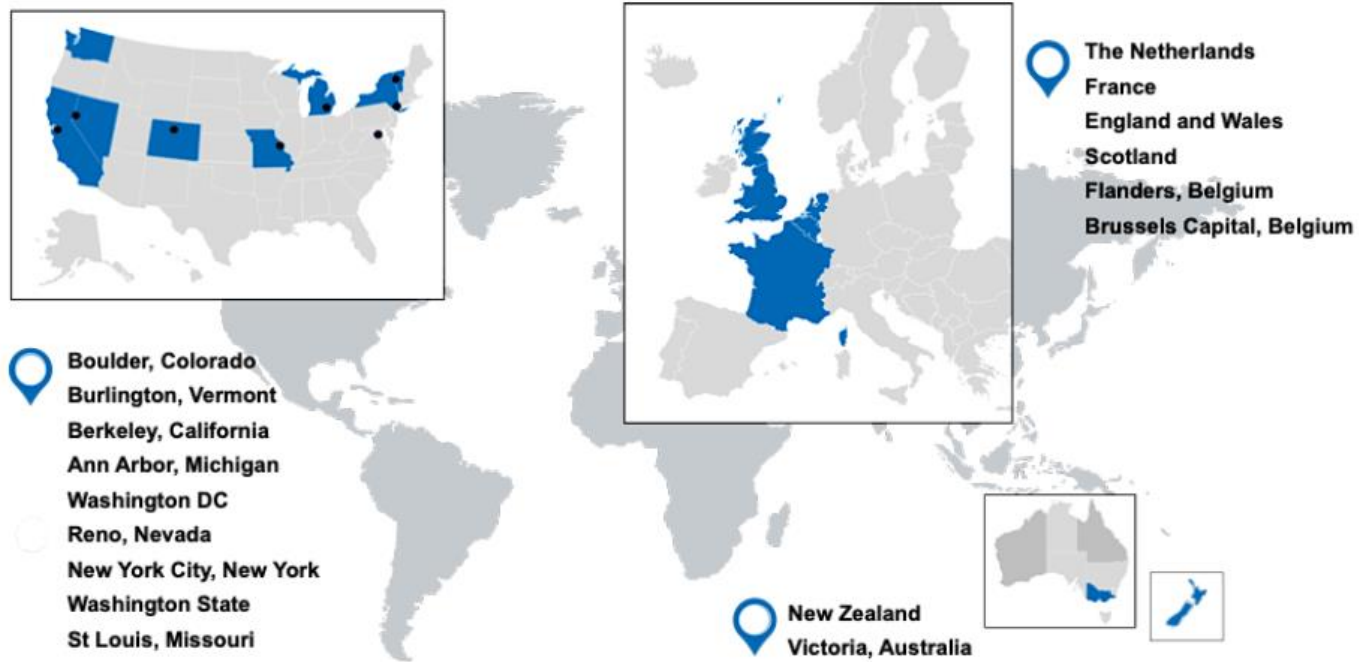 The Netherlands
France
England and Wales
Scotland
Flanders, Belgium
Brussels Capital, Belgium
Boulder, Colorado
Burlington, Vermont
Berkeley, California
Ann Arbor, Michigan
Washington DC
Reno, Nevada
New York City, New York
Washington State
St Louis, Missouri
New Zealand
Victoria, Australia